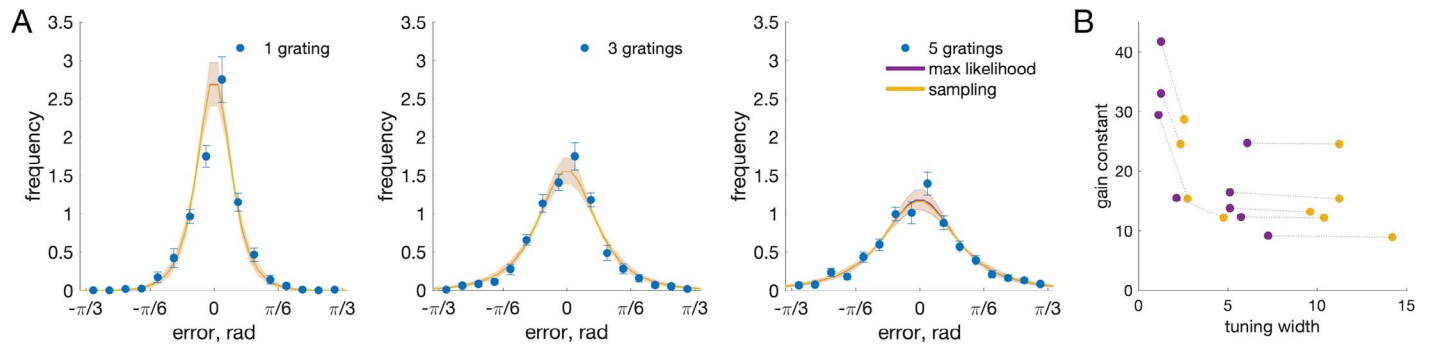 A
frequency
3.5
3
2.5
2
1.5
1
0.5
0
1 grating
-π/3
-π/6
0
π/6
π/3
error, rad
frequency
3.5
3
2.5
2
1.5
1
0.5
0
3 gratings
-π/3
-π/6
0
π/6
π/3
error, rad
frequency
3.5
3
2.5
2
1.5
1
0.5
0
5 gratings
max likelihood
sampling
-π/3
-π/6
0
π/6
π/3
error, rad
B
gain constant
40
30
20
10
0
0
5
10
15
tuning width